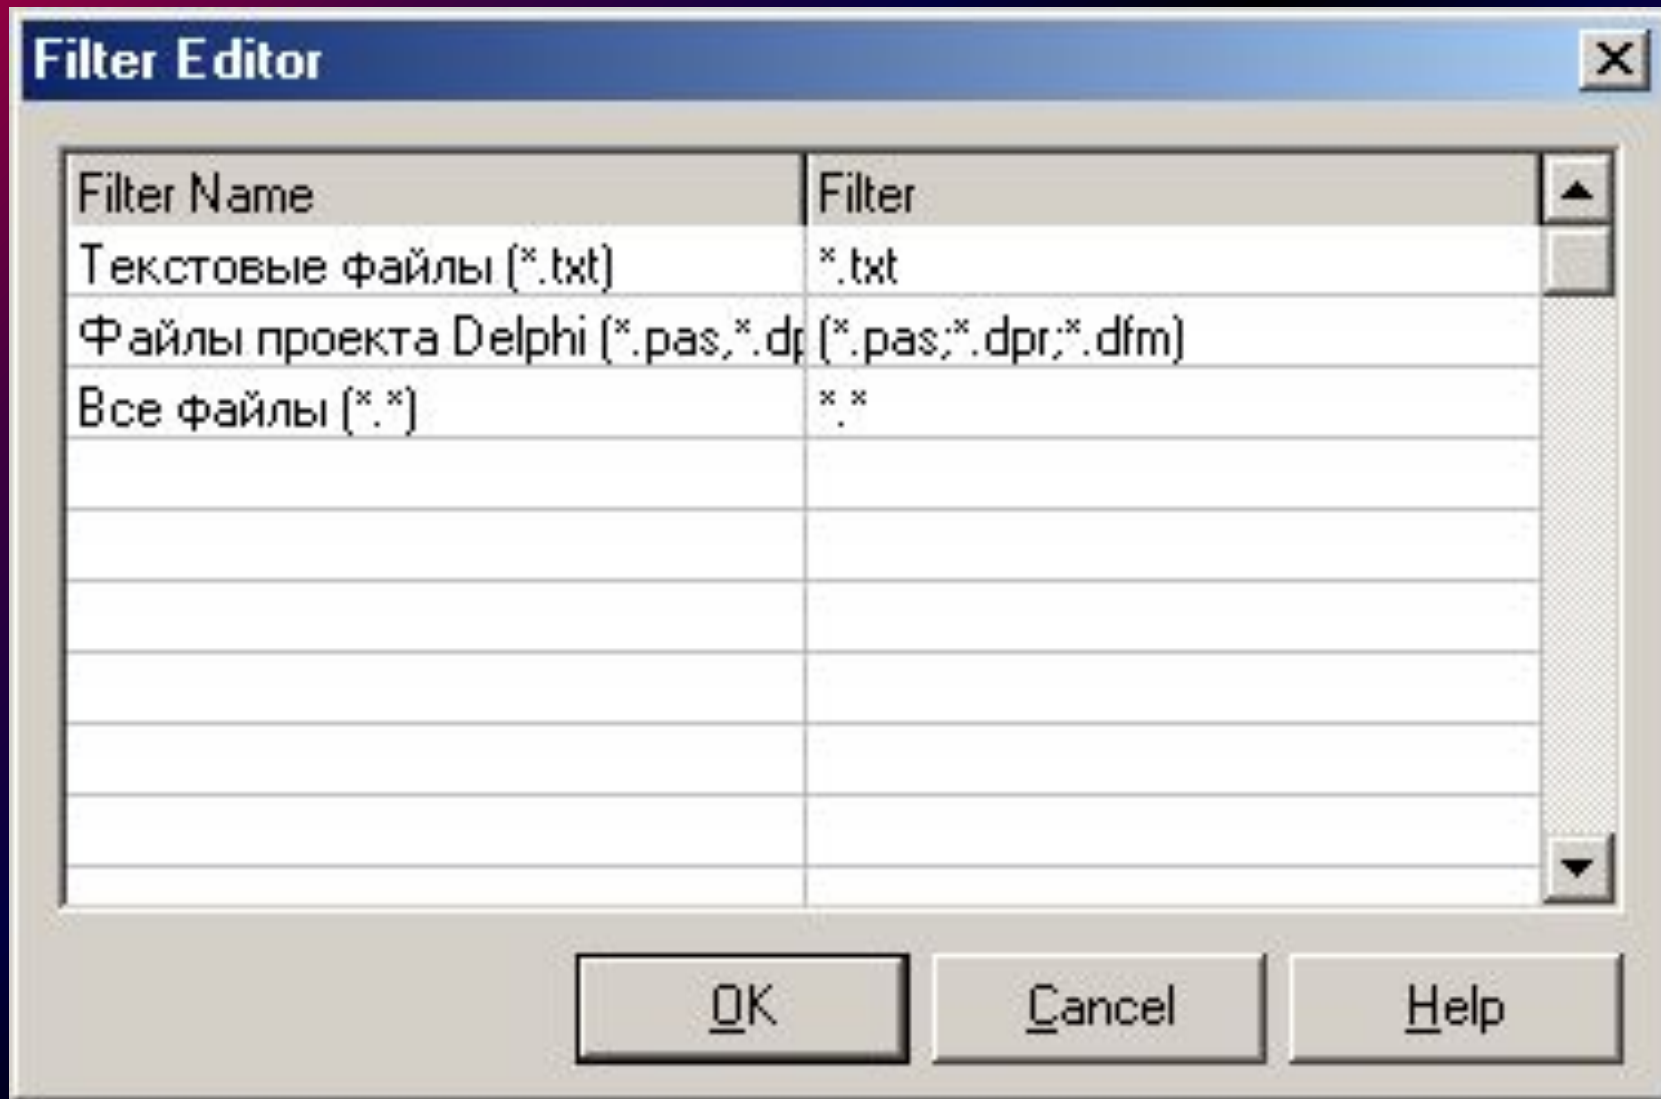 Filter Editor
Filter Name Filter
Текстовые файлы (*.txt) *.txt
Файлы проекта Delphi (*.pas,*.dp (*.pas;*.dpr;*.dfm)
Все файлы (*.*) *.*
OK Cancel Help